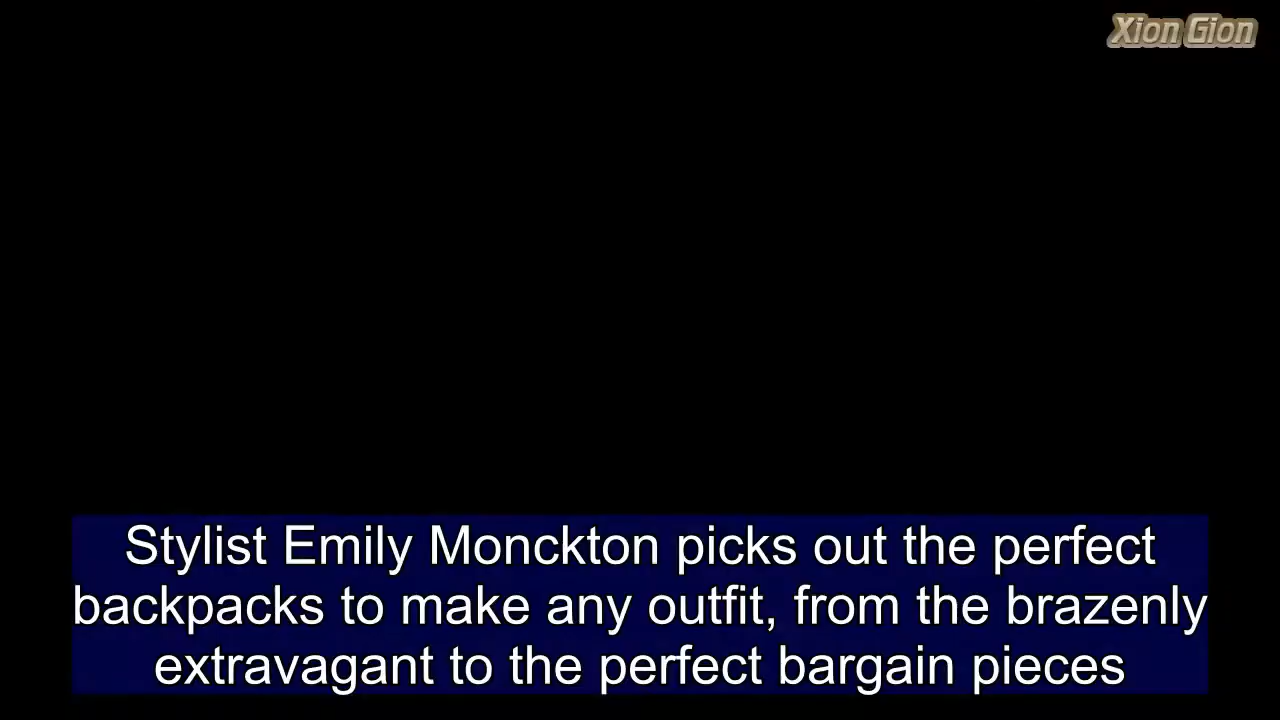 Xion Gion
Stylist Emily Monckton picks out the perfect
backpacks to make any outfit, from the brazenly
extravagant to the perfect bargain pieces